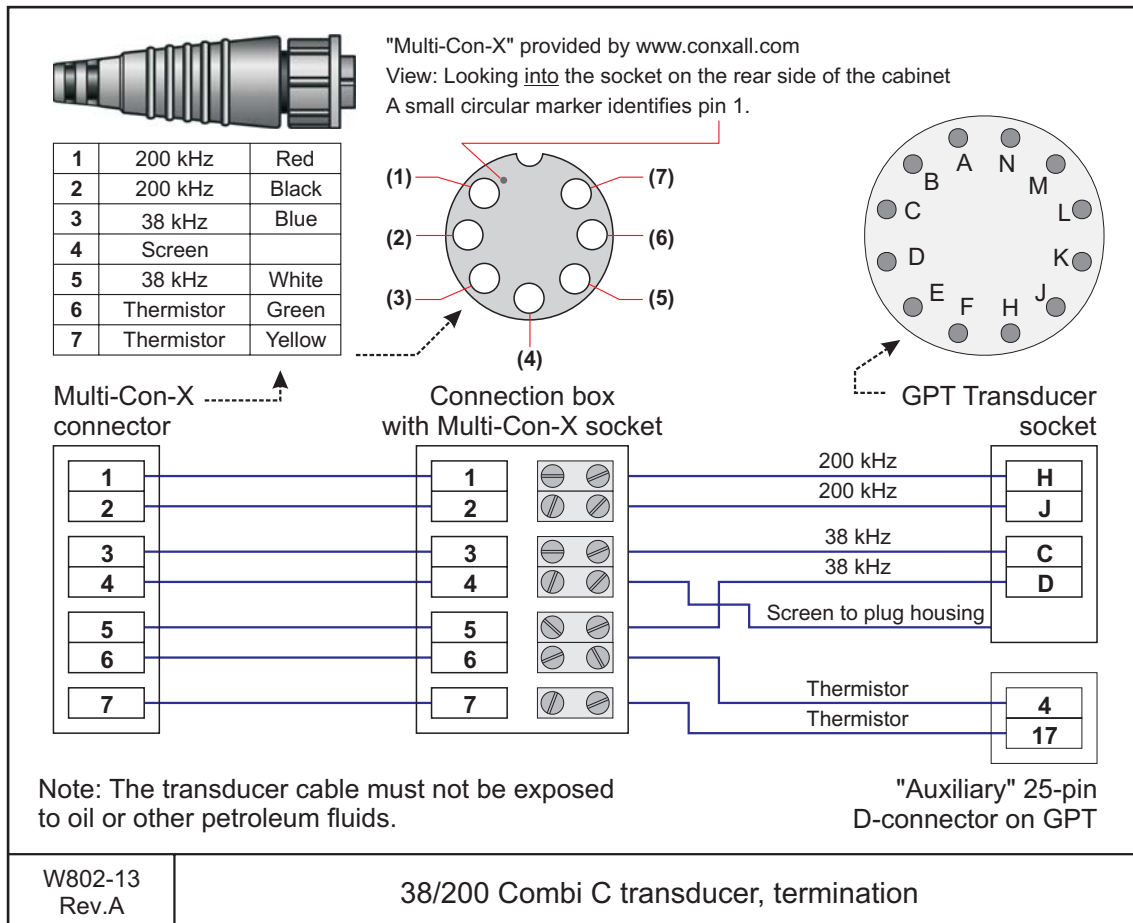 "Multi-Con-X" provided by www.conxall.com
View: Looking into the socket on the rear side of the cabinet
A small circular marker identifies pin 1.
1 200 kHz Red
2 200 kHz Black
3 38 kHz Blue
4 Screen
5 38 kHz White
6 Thermistor Green
7 Thermistor Yellow
(1)
(2)
(3)
(4)
(5)
(6)
(7)
A
B
C
D
E
F
H
J
K
L
M
N
Multi-Con-X
connector
Connection box
with Multi-Con-X socket
GPT Transducer
socket
1
2
3
4
5
6
7
1
2
3
4
5
6
7
200 kHz
200 kHz
38 kHz
38 kHz
Screen to plug housing
Thermistor
Thermistor
H
J
C
D
4
17
Note: The transducer cable must not be exposed
to oil or other petroleum fluids.
"Auxiliary" 25-pin
D-connector on GPT
W802-13
Rev.A
38/200 Combi C transducer, termination